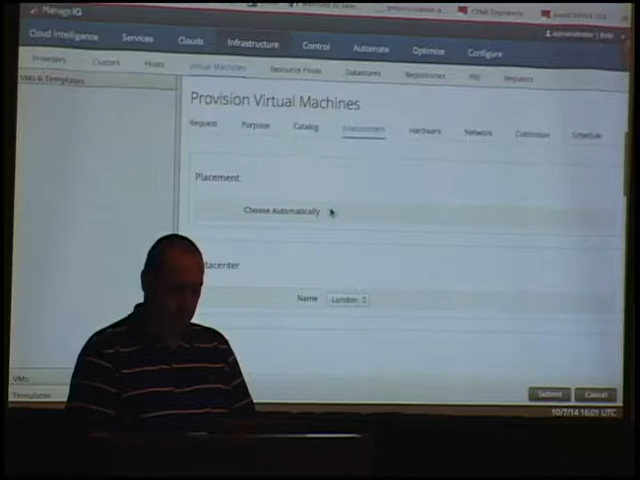 ManageIQ
Cloud Intelligence Services Clouds Infrastructure Control Automate Optimize Configure
Administrator
Providers Clusters Hosts Virtual Machines Resource Pools Datastores Repositories PXE Requests
VMs & Templates
Provision Virtual Machines
Request Purpose Catalog Environment Hardware Network Customize Schedule
Placement
Choose Automatically
tacenter
Name London
VMs
Templates
Submit Cancel
10/7/14 16:01 UTC